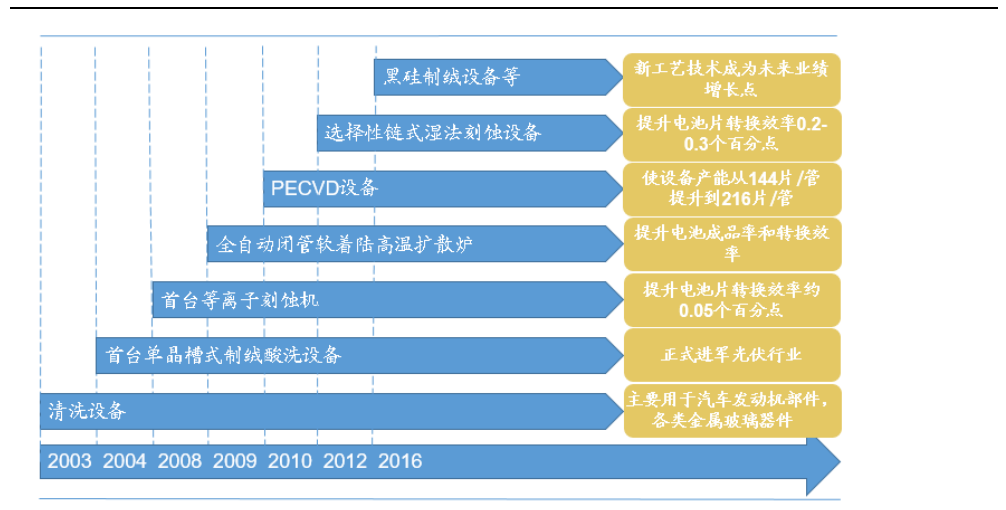 黑硅制绒设备等
新工艺技术成为未来业绩
增长点
选择性链式湿法刻蚀设备
提升电池片转换效率0.2-
0.3个百分点
PECVD设备
使设备产能从144片/管
提升到216片/管
全自动闭管软着陆高温扩散炉
提升电池成品率和转换效
率
首台等离子刻蚀机
提升电池片转换效率约
0.05个百分点
首台单晶槽式制绒酸洗设备
正式进军光伏行业
清洗设备
主要用于汽车发动机部件，
各类金属玻璃器件
2003 2004 2008 2009 2010 2012 2016